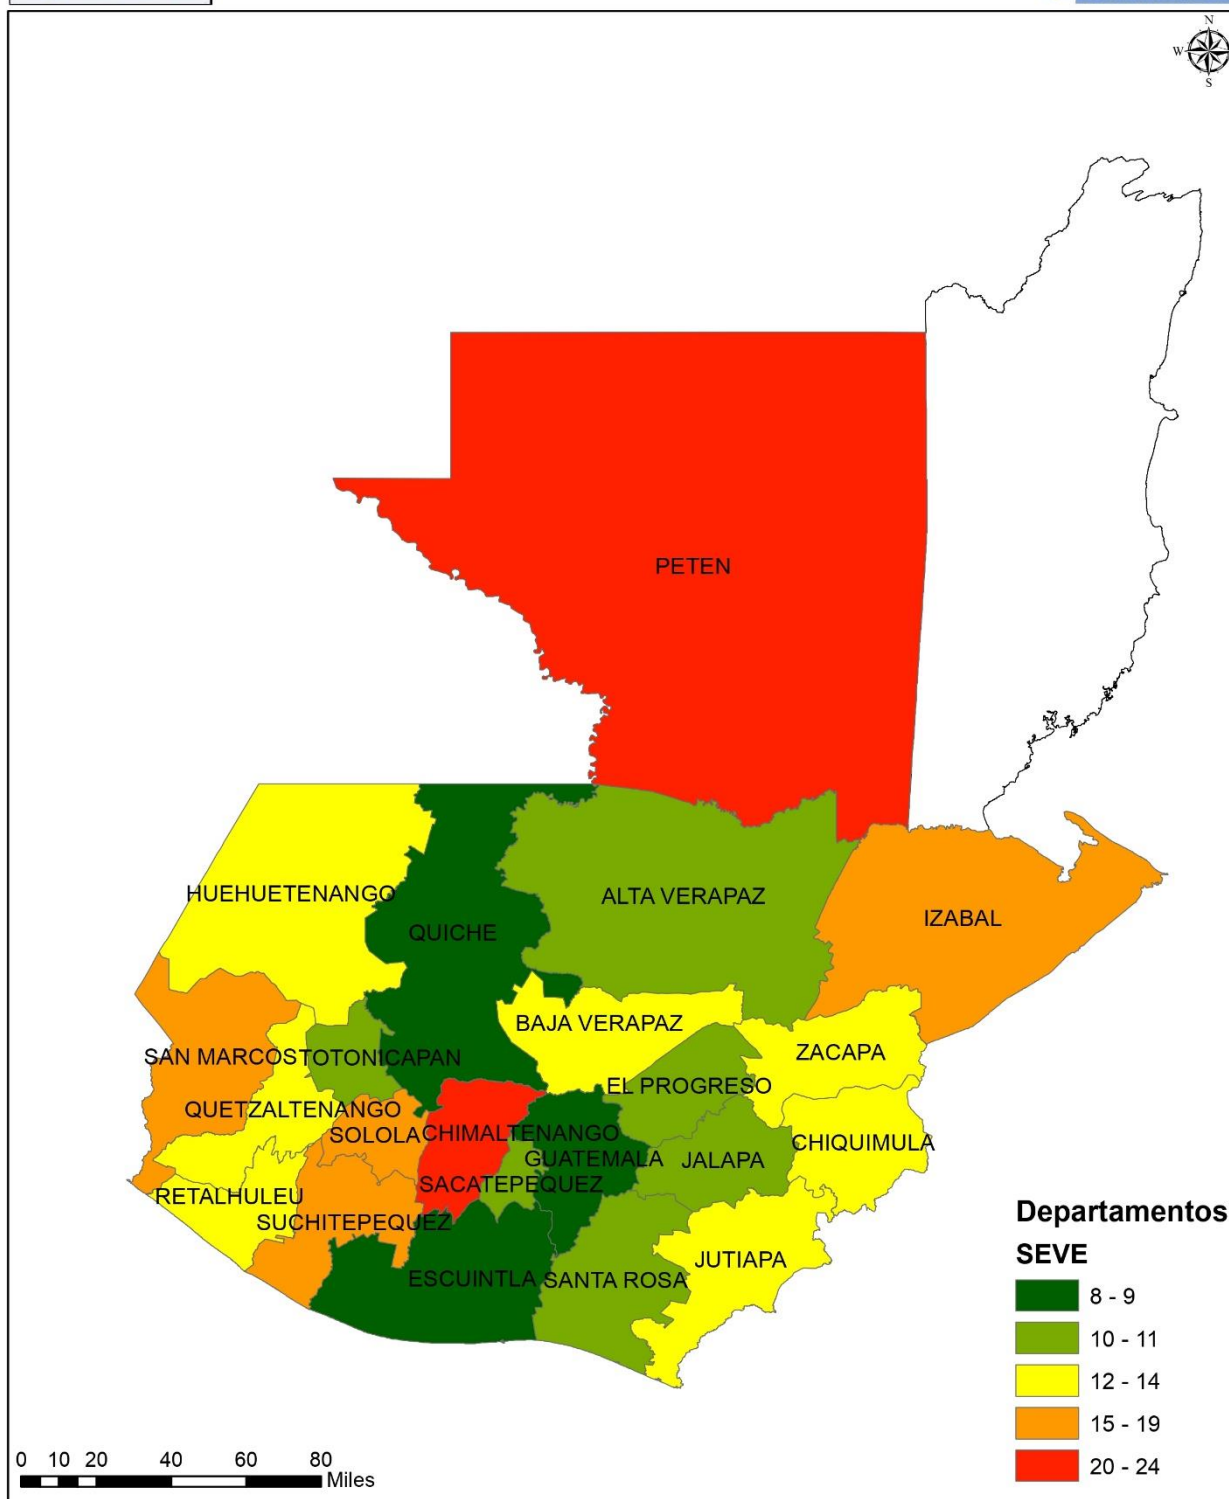 N
W
S
PETEN
HUEHUETENANGO
ALTA VERAPAZ
IZABAL
QUICHE
BAJA VERAPAZ
ZACAPA
SAN MARCOS
TOTONICAPAN
EL PROGRESO
QUETZALTENANGO
SOLOLA
CHIMALTENANGO
CHIQUIMULA
GUATEMALA
JALAPA
SACATEPEQUEZ
RETALHULEU
SUCHITEPEQUEZ
JUTIAPA
ESCUINTLA
SANTA ROSA
Departamentos
SEVE
8 - 9
10 - 11
12 - 14
15 - 19
20 - 24
0 10 20 40 60 80
Miles